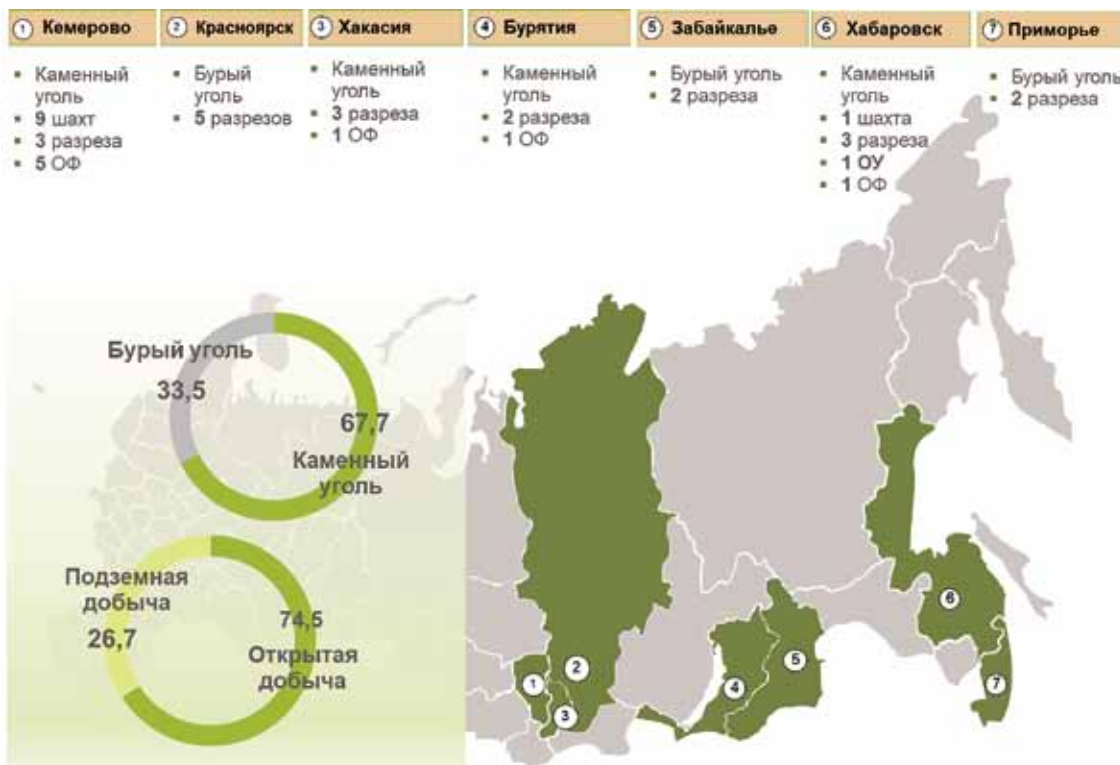 1 Кемерово
Каменный
уголь
9 шахт
3 разреза
5 ОФ
2 Красноярск
Бурый
уголь
5 разрезов
3 Хакасия
Каменный
уголь
3 разреза
1 ОФ
4 Бурятия
Каменный
уголь
2 разреза
1 ОФ
5 Забайкалье
Бурый уголь
2 разреза
6 Хабаровск
Каменный
уголь
1 шахта
3 разреза
1 ОУ
1 ОФ
7 Приморье
Бурый уголь
2 разреза
Бурый уголь
33,5
67,7
Каменный
уголь
Подземная
добыча
26,7
74,5
Открытая
добыча
1
2
3
4
5
6
7